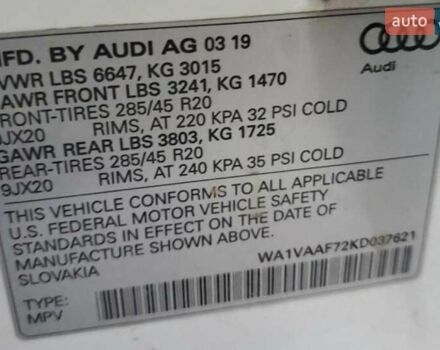 auto
MFD. BY AUDI AG 03 19
GVWR LBS 6647, KG 3015
GAWR FRONT LBS 3241, KG 1470
FRONT-TIRES 285/45 R20
9JX20 RIMS, AT 220 KPA 32 PSI COLD
GAWR REAR LBS 3803, KG 1725
REAR-TIRES 285/45 R20
9JX20 RIMS, AT 240 KPA 35 PSI COLD
THIS VEHICLE CONFORMS TO ALL APPLICABLE
U.S. FEDERAL MOTOR VEHICLE SAFETY
STANDARDS IN EFFECT ON THE DATE OF
MANUFACTURE SHOWN ABOVE.
SLOVAKIA
WA1VAAF72KD037621
TYPE:
MPV
Audi